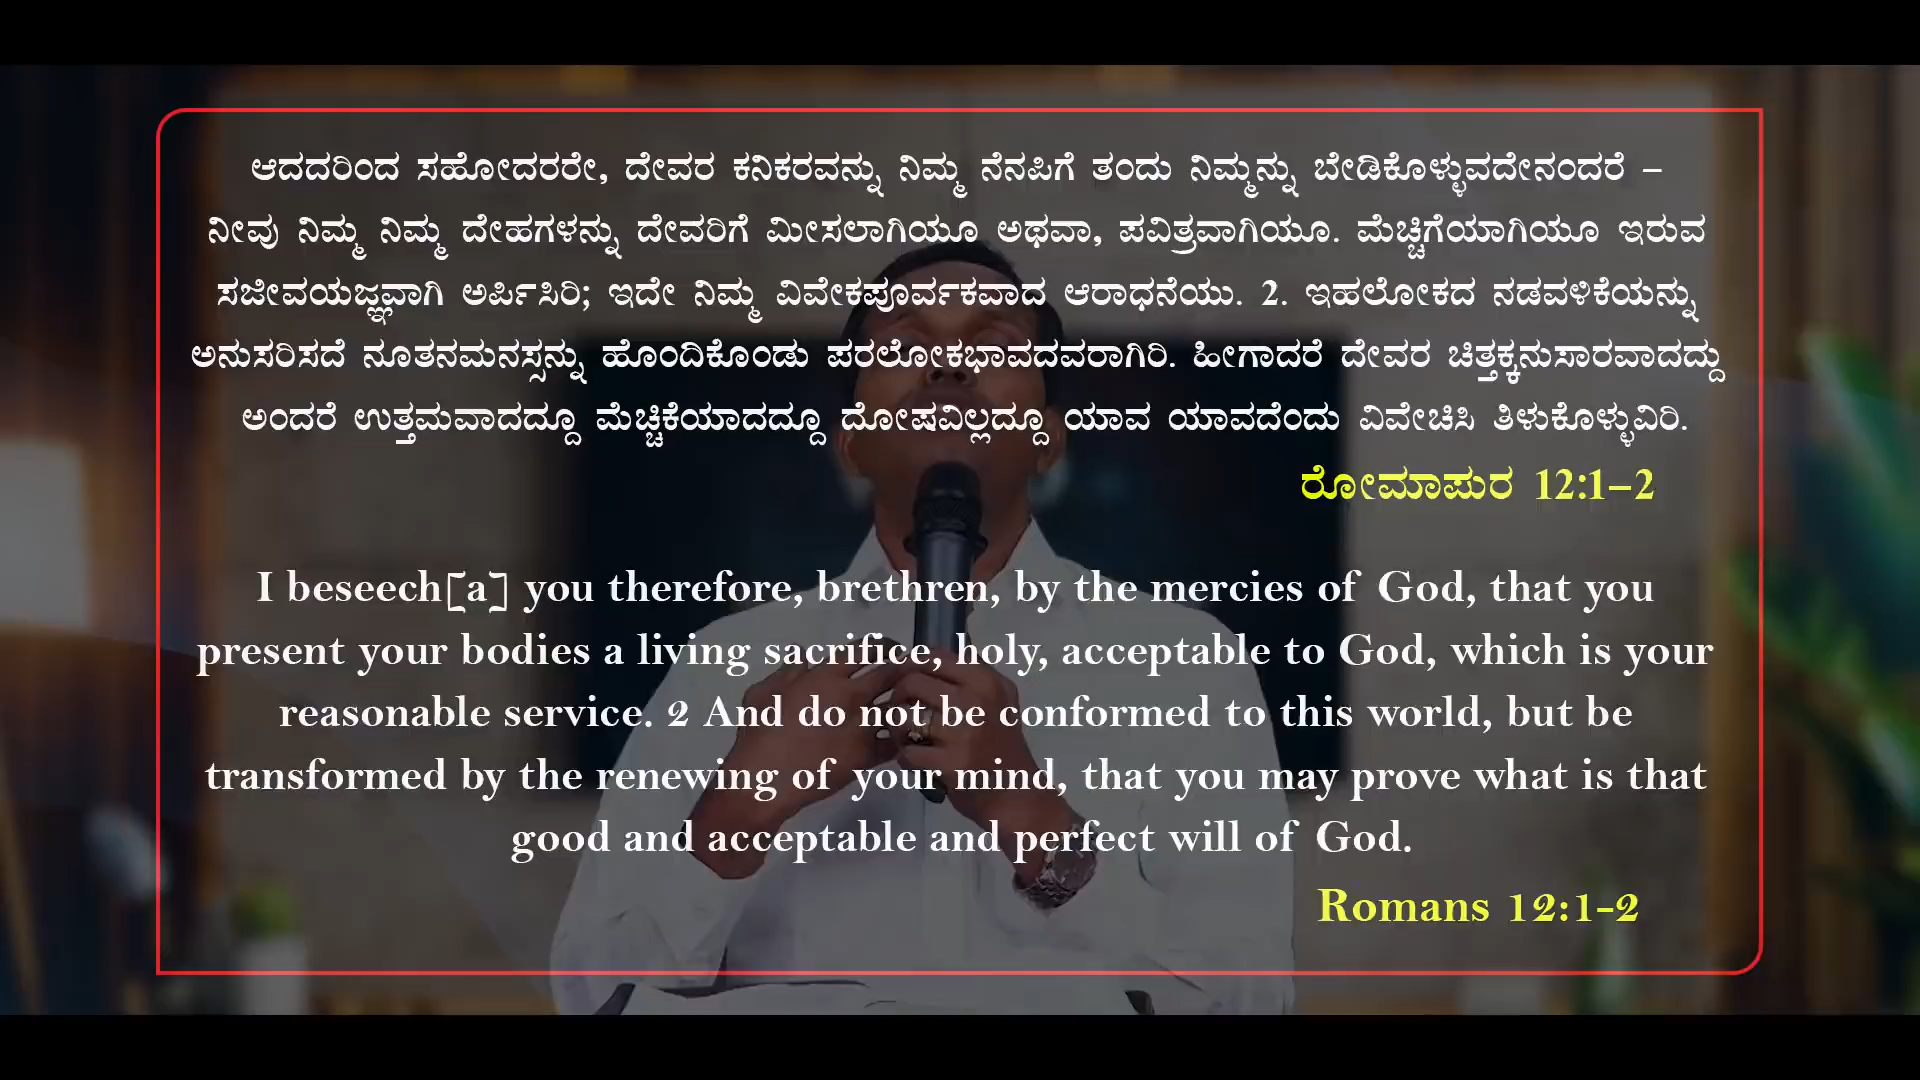 ಆದದರಿಂದ ಸಹೋದರರೇ, ದೇವರ ಕನಿಕರವನ್ನು ನಿಮ್ಮ ನೆನಪಿಗೆ ತಂದು ನಿಮ್ಮನ್ನು ಬೇಡಿಕೊಳ್ಳುವದೇನಂದರೆ –
ನೀವು ನಿಮ್ಮ ನಿಮ್ಮ ದೇಹಗಳನ್ನು ದೇವರಿಗೆ ಮೀಸಲಾಗಿಯೂ ಅಥವಾ, ಪವಿತ್ರವಾಗಿಯೂ. ಮೆಚ್ಚಿಗೆಯಾಗಿಯೂ ಇರುವ
ಸಜೀವಯಜ್ಞವಾಗಿ ಅರ್ಪಿಸಿರಿ; ಇದೇ ನಿಮ್ಮ ವಿವೇಕಪೂರ್ವಕವಾದ ಆರಾಧನೆಯು. 2. ಇಹಲೋಕದ ನಡವಳಿಕೆಯನ್ನು
ಅನುಸರಿಸದೆ ನೂತನಮನಸ್ಸನ್ನು ಹೊಂದಿಕೊಂಡು ಪರಲೋಕಭಾವದವರಾಗಿರಿ. ಹೀಗಾದರೆ ದೇವರ ಚಿತ್ತಕ್ಕನುಸಾರವಾದದ್ದು
ಅಂದರೆ ಉತ್ತಮವಾದದ್ದೂ ಮೆಚ್ಚಿಕೆಯಾದದ್ದೂ ದೋಷವಿಲ್ಲದ್ದೂ ಯಾವ ಯಾವದೆಂದು ವಿವೇಚಿಸಿ ತಿಳುಕೊಳ್ಳುವಿರಿ.
ರೋಮಾಪುರ 12:1–2
I beseech[a] you therefore, brethren, by the mercies of God, that you
present your bodies a living sacrifice, holy, acceptable to God, which is your
reasonable service. 2 And do not be conformed to this world, but be
transformed by the renewing of your mind, that you may prove what is that
good and acceptable and perfect will of God.
Romans 12:1-2